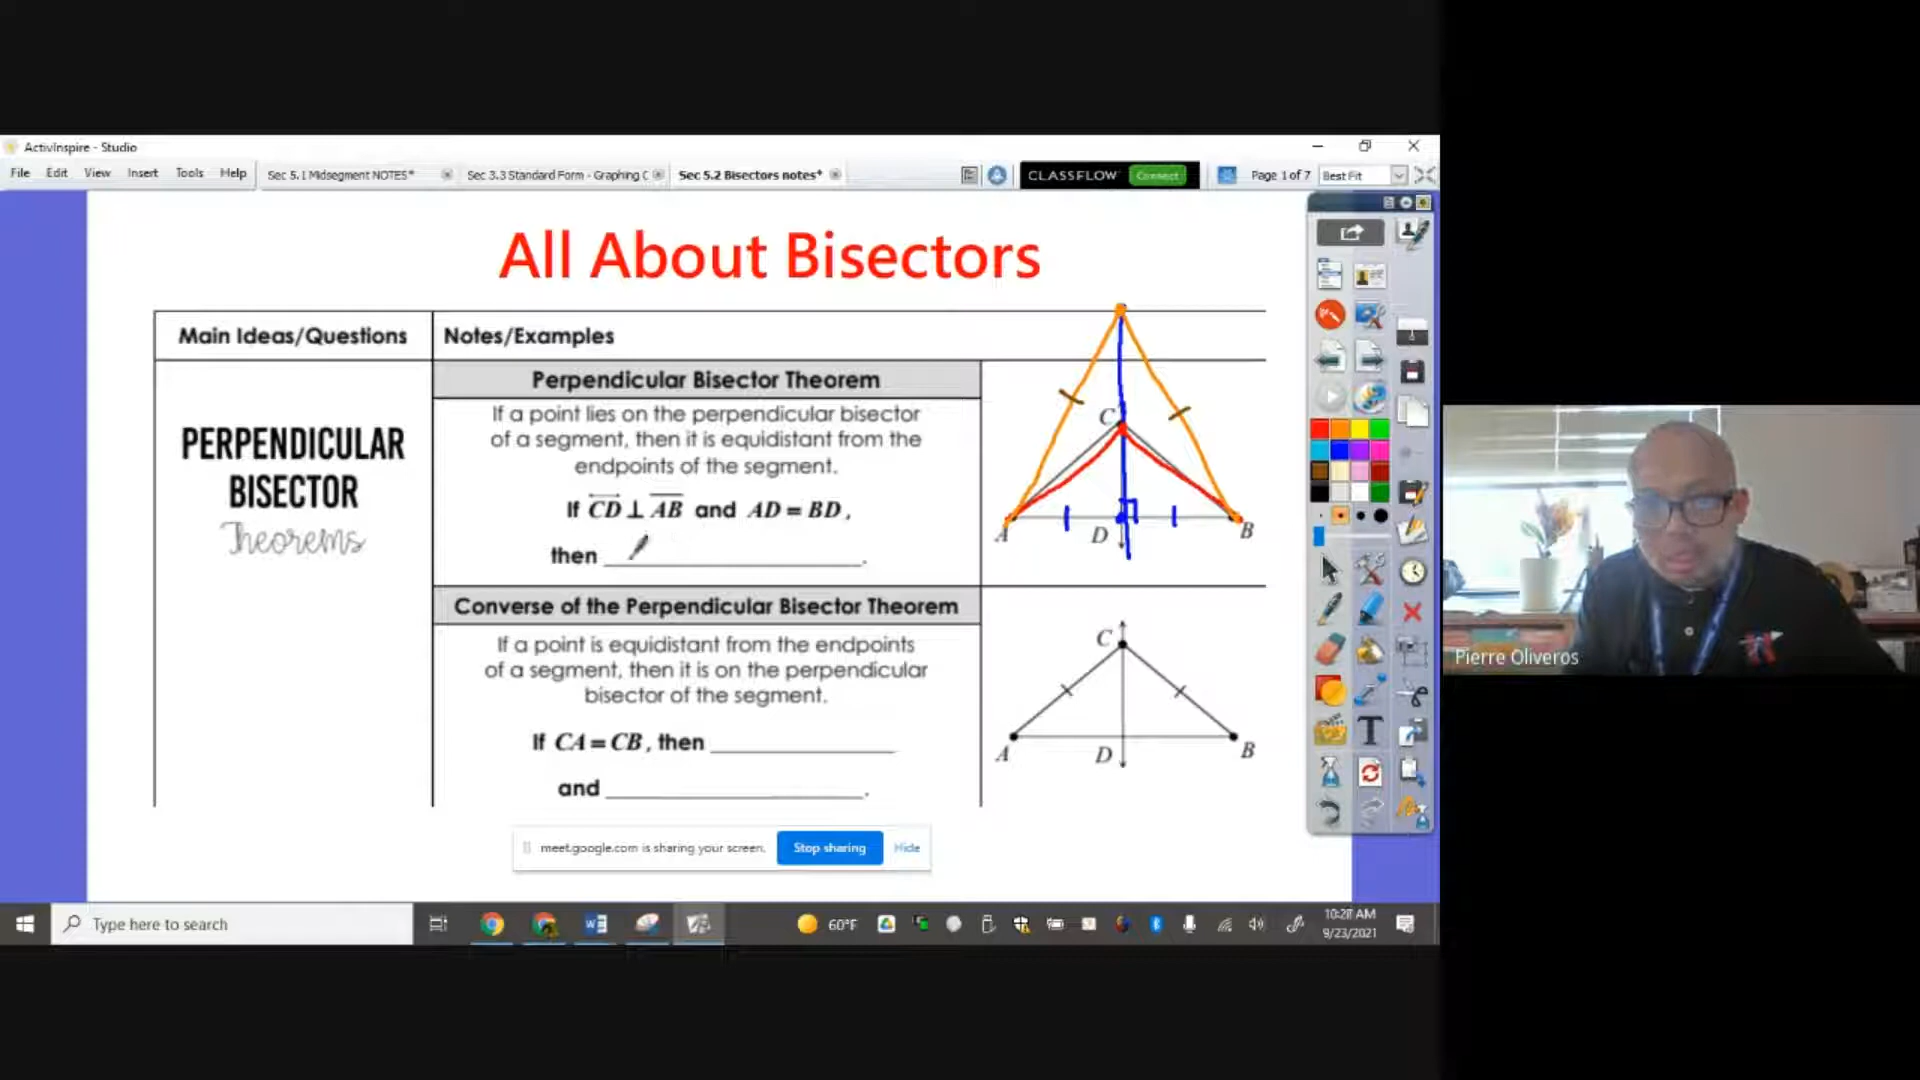 ActivInspire - Studio
File Edit View Insert Tools Help
Sec 5.1 Midsegment NOTES*
Sec 3.3 Standard Form - Graphing C
Sec 5.2 Bisectors notes*
CLASSFLOW Connect
Page 1 of 7
Best Fit
All About Bisectors
Main Ideas/Questions
Notes/Examples
PERPENDICULAR
BISECTOR
Theorems
Perpendicular Bisector Theorem
If a point lies on the perpendicular bisector
of a segment, then it is equidistant from the
endpoints of the segment.
If CD ⊥ AB and AD = BD,
then ____________________.
C
A
D
B
Converse of the Perpendicular Bisector Theorem
If a point is equidistant from the endpoints
of a segment, then it is on the perpendicular
bisector of the segment.
If CA = CB, then ______________
and ____________________.
C
A
D
B
Pierre Oliveros
meet.google.com is sharing your screen.
Stop sharing
Hide
Type here to search
60°F
10:27 AM
9/23/2021